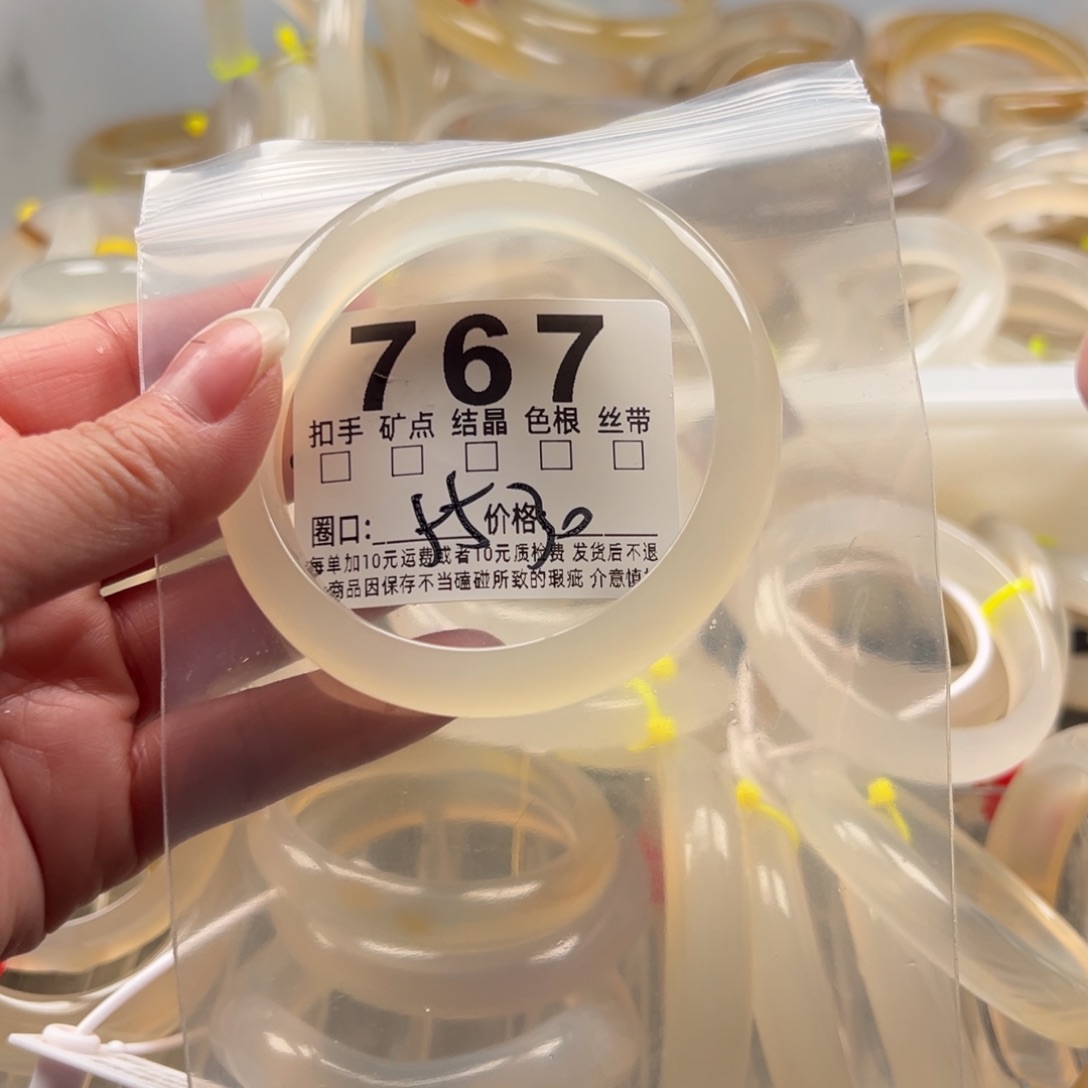 767
扣手 矿点 结晶 色根 丝带
圈口: 价格30
每单加10元运费或者10元质检费 发货后不退
商品因保存不当磕碰所致的瑕疵 介意慎